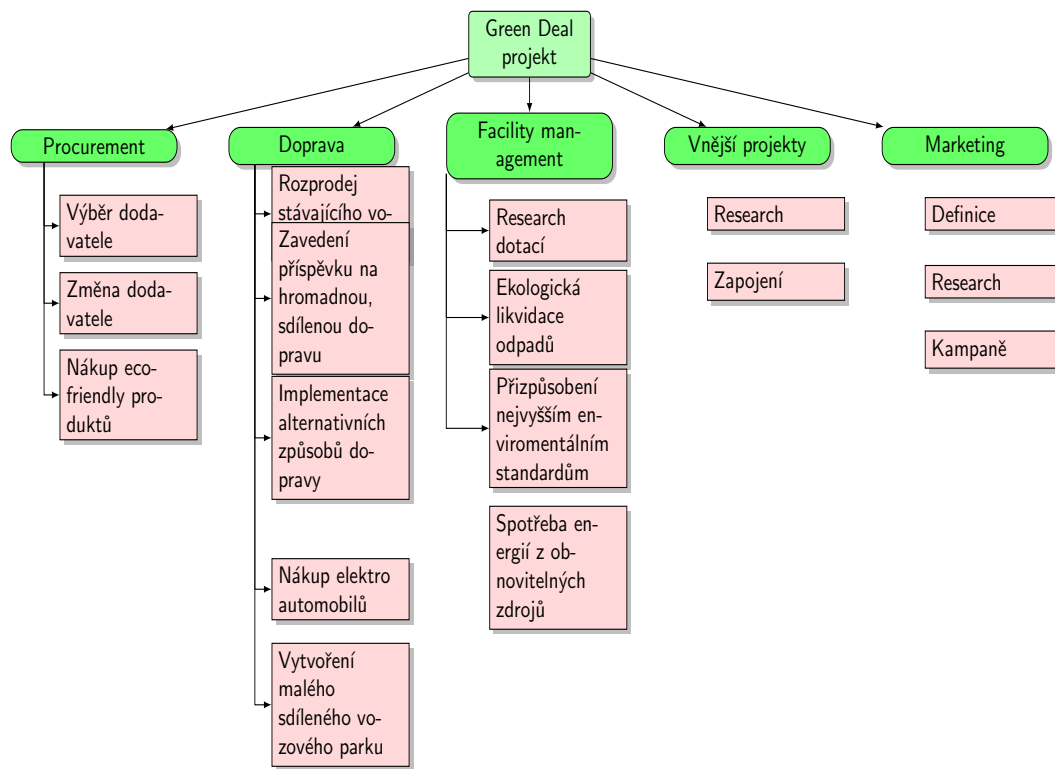 Green Deal
projekt
Procurement
Doprava
Facility man-
agement
Vnější projekty
Marketing
Výběr doda-
vatele
Změna doda-
vatele
Nákup eco-
friendly pro-
duktů
Rozprodej
stávajícího vo-
Zavedení
příspěvku na
hromadnou,
sdílenou do-
pravu
Implementace
alternativních
způsobů do-
pravy
Nákup elektro
automobilů
Vytvoření
malého
sdíleného vo-
zového parku
Research
dotací
Ekologická
likvidace
odpadů
Přizpůsobení
nejvyšším en-
viromentálním
standardům
Spotřeba en-
ergií z ob-
novitelných
zdrojů
Research
Zapojení
Definice
Research
Kampaně